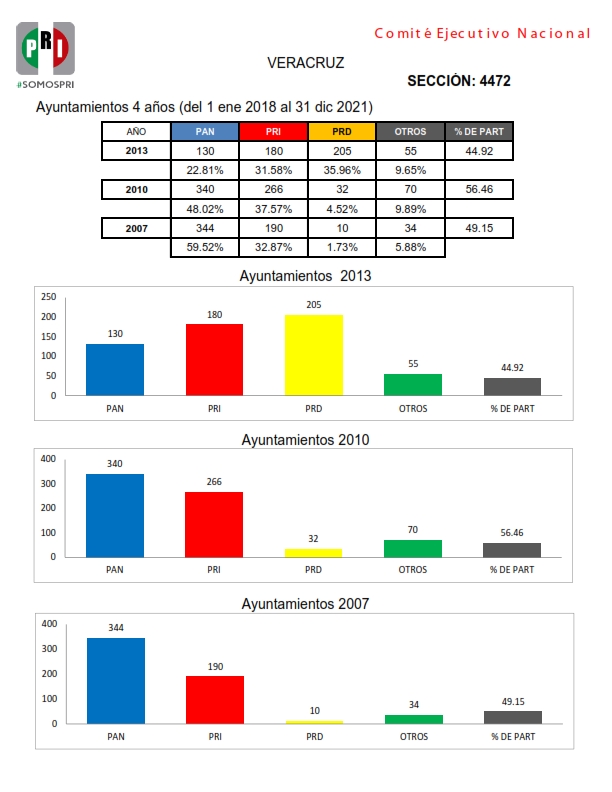 Comité Ejecutivo Nacional
PRI
#SOMOSPRI
VERACRUZ
SECCIÓN: 4472
Ayuntamientos 4 años (del 1 ene 2018 al 31 dic 2021)
AÑO PAN PRI PRD OTROS % DE PART
2013 130 180 205 55 44.92
22.81% 31.58% 35.96% 9.65%
2010 340 266 32 70 56.46
48.02% 37.57% 4.52% 9.89%
2007 344 190 10 34 49.15
59.52% 32.87% 1.73% 5.88%
Ayuntamientos 2013
250
200
150
100
50
0
130 180 205 55 44.92
PAN PRI PRD OTROS % DE PART
Ayuntamientos 2010
400
300
200
100
0
340 266 32 70 56.46
PAN PRI PRD OTROS % DE PART
Ayuntamientos 2007
400
300
200
100
0
344 190 10 34 49.15
PAN PRI PRD OTROS % DE PART